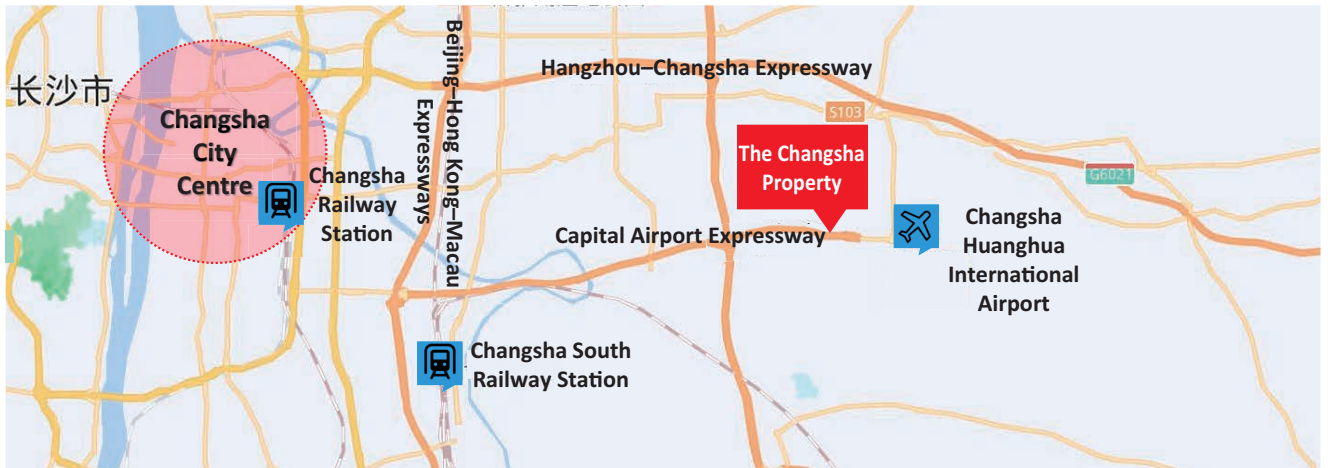 长沙市
Changsha
City
Centre
Changsha
Railway
Station
Beijing–Hong Kong–Macau
Expressways
Hangzhou–Changsha Expressway
S103
The Changsha
Property
G6021
Capital Airport Expressway
Changsha
Huanghua
International
Airport
Changsha South
Railway Station